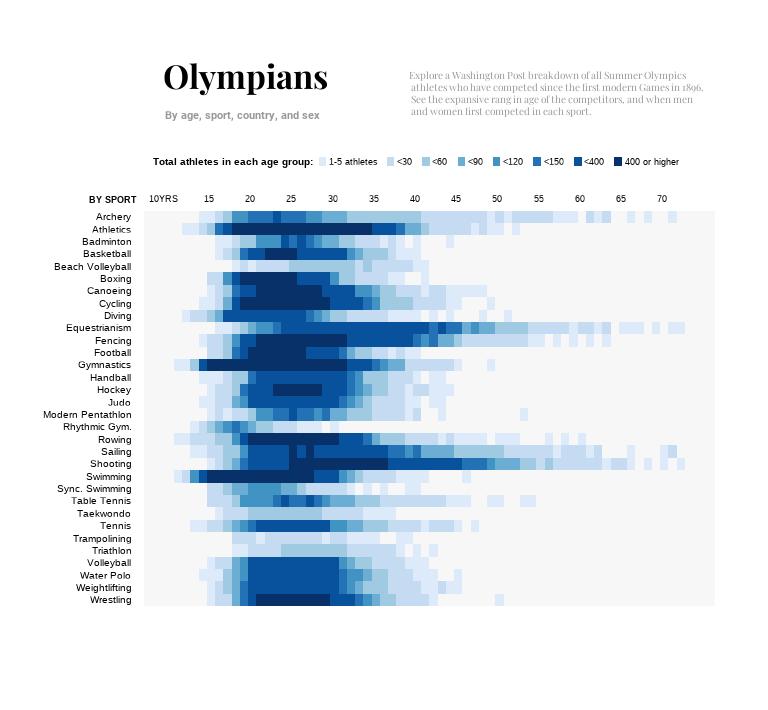 Olympians
By age, sport, country, and sex
Explore a Washington Post breakdown of all Summer Olympics
athletes who have competed since the first modern Games in 1896.
See the expansive rang in age of the competitors, and when men
and women first competed in each sport.
Total athletes in each age group: 1-5 athletes <30 <60 <90 <120 <150 <400 400 or higher
BY SPORT 10YRS 15 20 25 30 35 40 45 50 55 60 65 70
Archery
Athletics
Badminton
Basketball
Beach Volleyball
Boxing
Canoeing
Cycling
Diving
Equestrianism
Fencing
Football
Gymnastics
Handball
Hockey
Judo
Modern Pentathlon
Rhythmic Gym.
Rowing
Sailing
Shooting
Swimming
Sync. Swimming
Table Tennis
Taekwondo
Tennis
Trampolining
Triathlon
Volleyball
Water Polo
Weightlifting
Wrestling